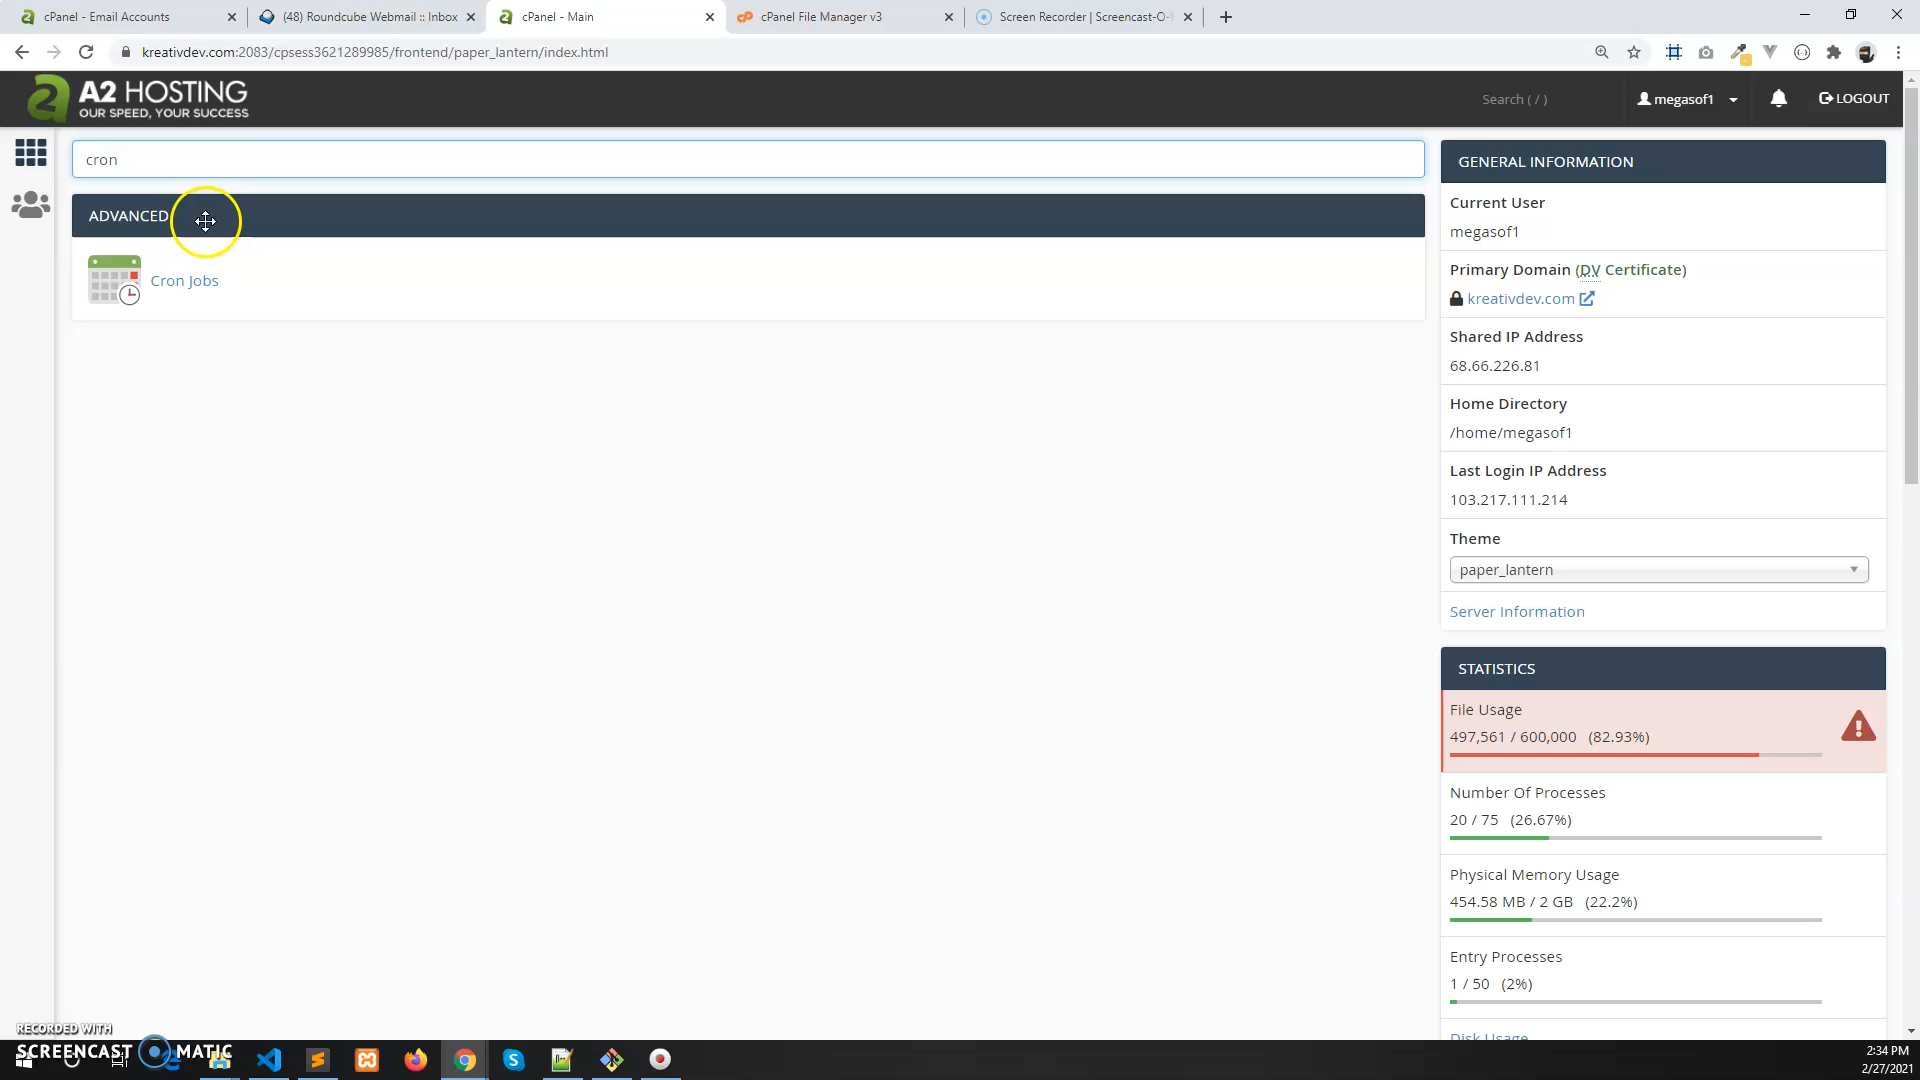 cPanel - Email Accounts
(48) Roundcube Webmail :: Inbox
cPanel - Main
cPanel File Manager v3
Screen Recorder | Screencast-O-
kreativdev.com:2083/cpsess3621289985/frontend/paper_lantern/index.html
A2 HOSTING
OUR SPEED, YOUR SUCCESS
Search ( / )
megasof1
LOGOUT
cron
ADVANCED
Cron Jobs
GENERAL INFORMATION
Current User
megasof1
Primary Domain (DV Certificate)
kreativdev.com
Shared IP Address
68.66.226.81
Home Directory
/home/megasof1
Last Login IP Address
103.217.111.214
Theme
paper_lantern
Server Information
STATISTICS
File Usage
497,561 / 600,000 (82.93%)
Number Of Processes
20 / 75 (26.67%)
Physical Memory Usage
454.58 MB / 2 GB (22.2%)
Entry Processes
1 / 50 (2%)
Disk Usage
RECORDED WITH
SCREENCAST MATIC
2:34 PM
2/27/2021